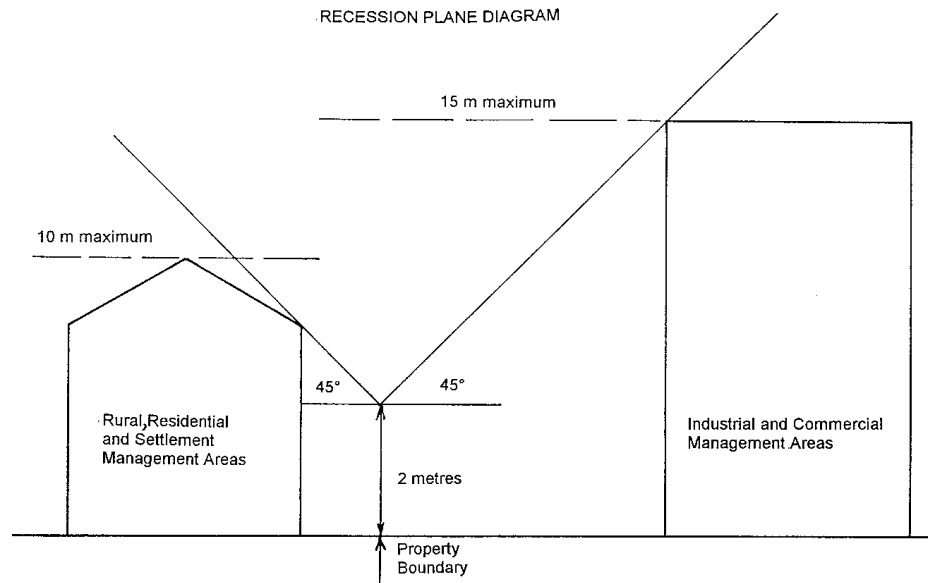 RECESSION PLANE DIAGRAM
15 m maximum
10 m maximum
45°
45°
Rural,Residential
and Settlement
Management Areas
Industrial and Commercial
Management Areas
2 metres
Property
Boundary